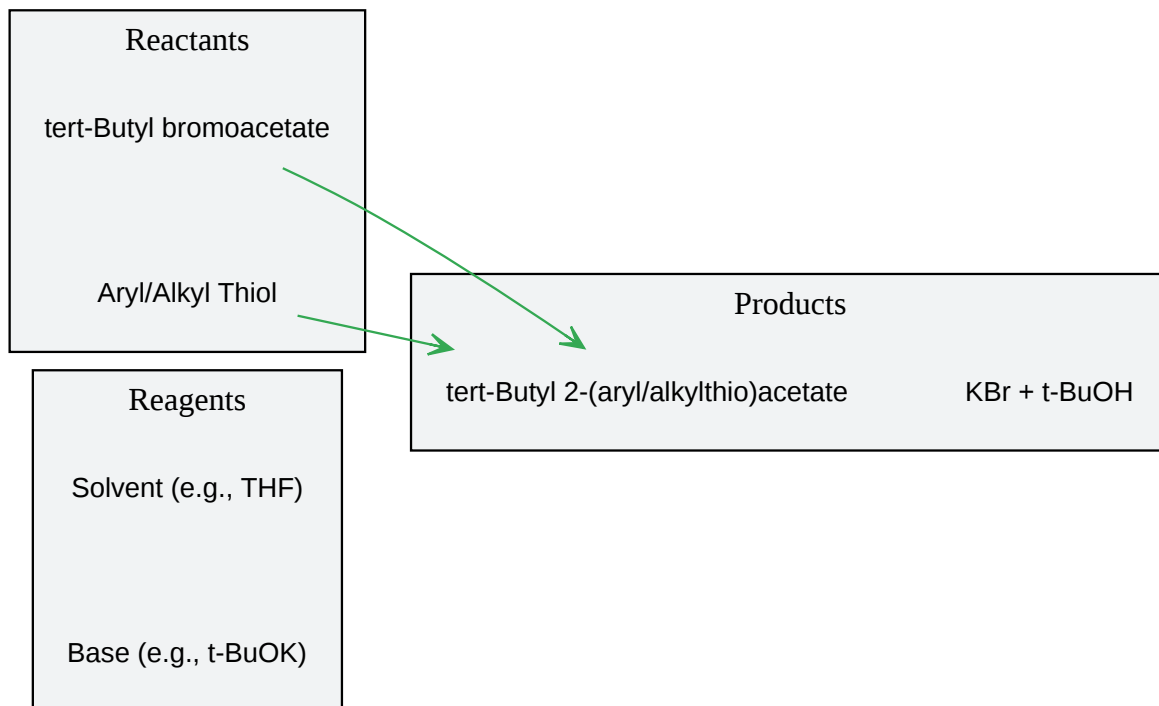 Reactants
tert-Butyl bromoacetate
Aryl/Alkyl Thiol
Reagents
Solvent (e.g., THF)
Base (e.g., t-BuOK)
Products
tert-Butyl 2-(aryl/alkylthio)acetate
KBr + t-BuOH